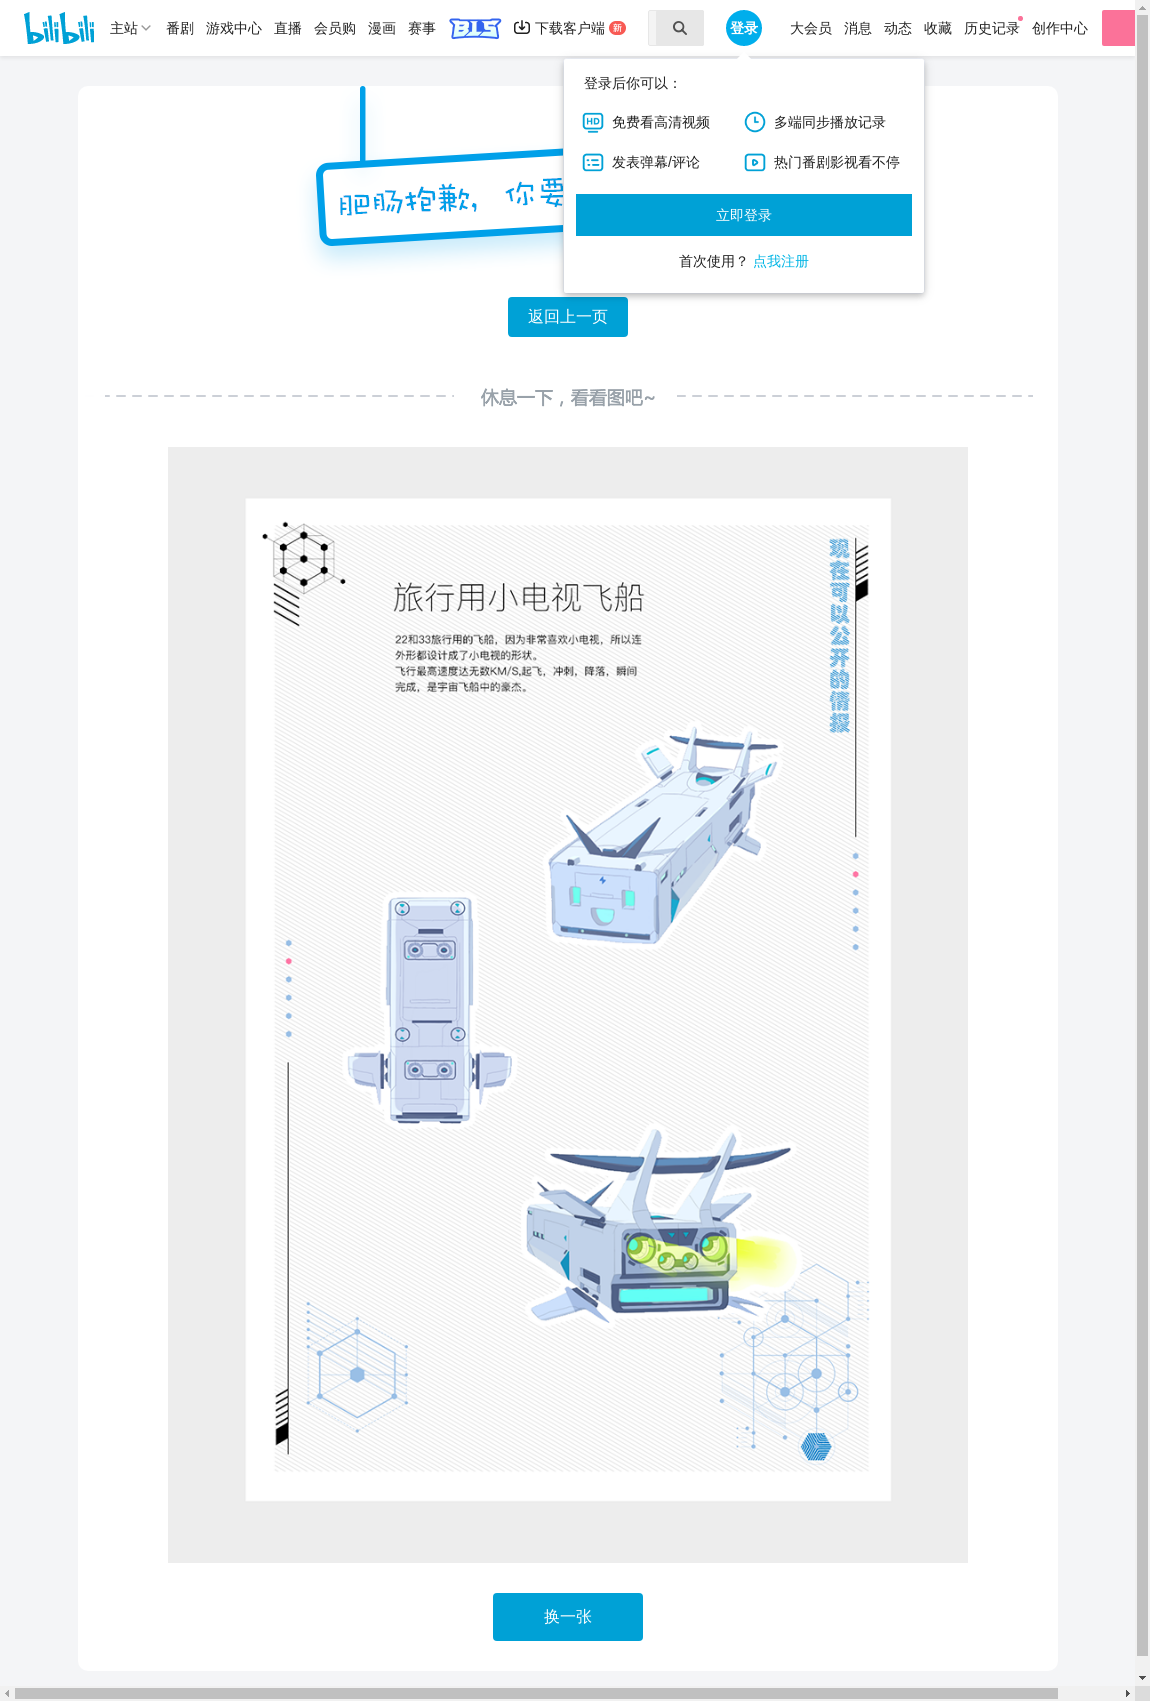 bilibili 主站 番剧 游戏中心 直播 会员购 漫画 赛事 BLS 下载客户端 新 登录 大会员 消息 动态 收藏 历史记录 创作中心
登录后你可以：
HD 免费看高清视频 多端同步播放记录
发表弹幕/评论 热门番剧影视看不停
肥肠抱歉，你要
立即登录
首次使用？ 点我注册
返回上一页
休息一下，看看图吧~
现在可以公开的情报
旅行用小电视飞船
22和33旅行用的飞船，因为非常喜欢小电视，所以连
外形都设计成了小电视的形状。
飞行最高速度达无数KM/S,起飞，冲刺，降落，瞬间
完成，是宇宙飞船中的豪杰。
换一张